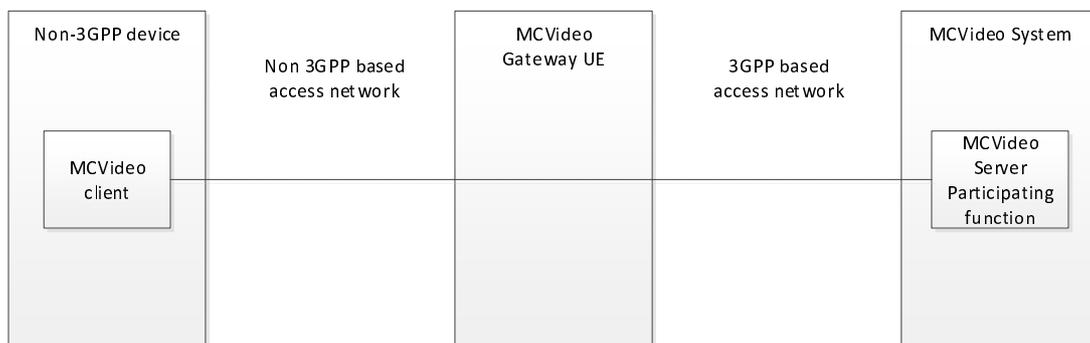 Non-3GPP device
MCVideo
Gateway UE
MCVideo System
Non 3GPP based
access network
3GPP based
access network
MCVideo
client
MCVideo
Server
Participating
function